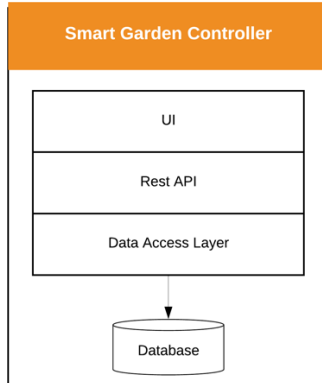 Smart Garden Controller
UI
Rest API
Data Access Layer
Database